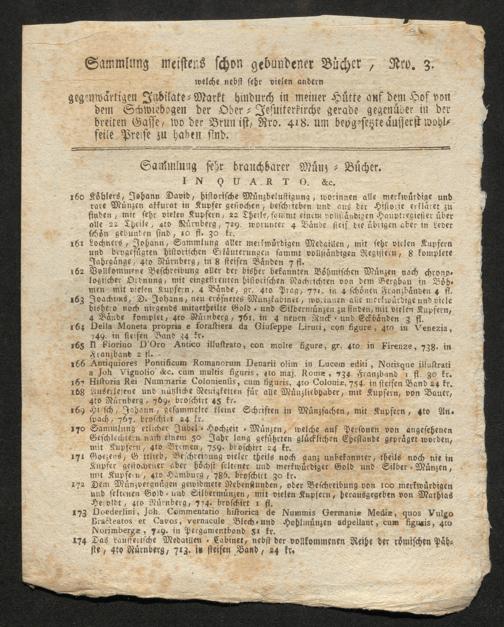 Sammlung meistens schon gebundener Bücher, Nro. 3.
welche nebst sehr vielen andern
gegenwärtigen Jubilate-Markt hindurch in meiner Hütte auf dem Hof von
dem Schwiebogen der Ober-Jesuiterkirche gerade gegenüber in der
breiten Gasse, wo der Brun ist, Nro. 418. um beygesetzte äusserst wohl-
feile Preise zu haben sind.
Sammlung sehr brauchbarer Münz-Bücher.
IN QUARTO, &c.
160 Köhlers, Johann David, historische Münzbelustigung, worinnen alle merkwürdige und
rare Münzen akkurat in Kupfer gestochen, beschrieben und aus der Historie erkläret zu
finden, mit sehr vielen Kupfern, 22 Theile, sammt einem vollständigen Hauptregister über
alle 22 Theile, 4to Nürnberg, 729. worunter 4 Bände steif die übrigen aber in Leder
schön gebunden sind, 10 fl. 30 kr.
161 Lochners, Johann, Sammlung aller merkwürdigen Medaillen, mit sehr vielen Kupfern
und beygefügten historischen Erläuterungen sammt vollständigen Registern, 8 komplete
Jahrgängs, 4to Nürnberg, in 8 steifen Bänden 7 fl.
162 Vollkommene Beschreibung aller der bisher bekannten Böhmischen Münzen nach chrono-
logischer Ordnung, mit eingestreuten historischen Nachrichten von dem Bergbau in Böh-
men, mit vielen Kupfern, 4 Bände, gr. 4to Prag, 771. in 4 schönen Franzbänden 4 fl.
163 Joachims, D. Johann, neu eröfnetes Münzkabinet, worinnen alle merkwürdige und viele
bishero noch nirgends mitgetheilte Gold- und Silbermünzen zu finden, mit vielen Kupfern,
4 Bände complet, 4to Nürnberg, 761. in 4 neuen Ruck- und Eckbänden 3 fl.
164 Della Moneta propria e forastiera da Giuseppe Liruti, con figure, 4to in Venezia,
749. in steifen Band 34 kr.
165 Il Fiorino D'Oro Antico illustrato, con molte figure, gr. 4to in Firenze, 738. in
Franzband 2 fl.
166 Antiquiores Pontificum Romanorum Denarii olim in Lucem editi, Notisque illustrati
a Joh Vignolio &c. cum multis figuris, 4to maj. Romæ, 734. Franzband 1 fl. 30 kr.
167 Historia Rei Nummariæ Coloniensis, cum figuris, 4to Coloniæ, 754. in steifen Band 24 kr.
168 Auserlesene und nützliche Neuigkeiten für alle Münzliebhaber, mit Kupfern, von Bauer,
4to Nürnberg, 769. broschirt 45 kr.
169 Hirsch, Johann, gesammelte kleine Schriften in Münzsachen, mit Kupfern, 4to An-
spach, 767. broschirt 24 kr.
170 Sammlung etlicher Jubel-Hochzeit-Münzen, welche auf Personen von angesehenen
Geschlechtern nach einem 50 Jahr lang geführten glücklichen Ehestande gepräget worden,
mit Kupfern, 4to Bremen, 759. broschirt 24 kr.
171 Goezens, Gottlieb, Beschreibung vieler theils noch ganz unbekannter, theils noch nie in
Kupfer gestochener aber höchst seltener und merkwürdiger Gold und Silber-Münzen,
mit Kupfern, 4to Hamburg, 786. broschirt 30 kr.
172 Dem Münzvergnügen gewidmete Nebenstunden, oder Beschreibung von 100 merkwürdigen
und seltenen Gold- und Silbermünzen, mit vielen Kupfern, herausgegeben von Mathias
4to Nürnberg, 774. broschirt 1 fl.
173 Doederlini, Joh. Commentario historica de Nummis Germaniæ Mediæ, quos Vulgo
Bracteatos et Cavos, vernacule Blech- und Hohlmünzen adpellant, cum figuris, 4to
Norimbergæ, 729. in Pergamentband 51 kr.
174 Das Lauffersche Medaillen-Cabinet, nebst der vollkommenen Reihe der römischen Päb-
ste, 4to Nürnberg, 713. in steifen Band, 24 kr.